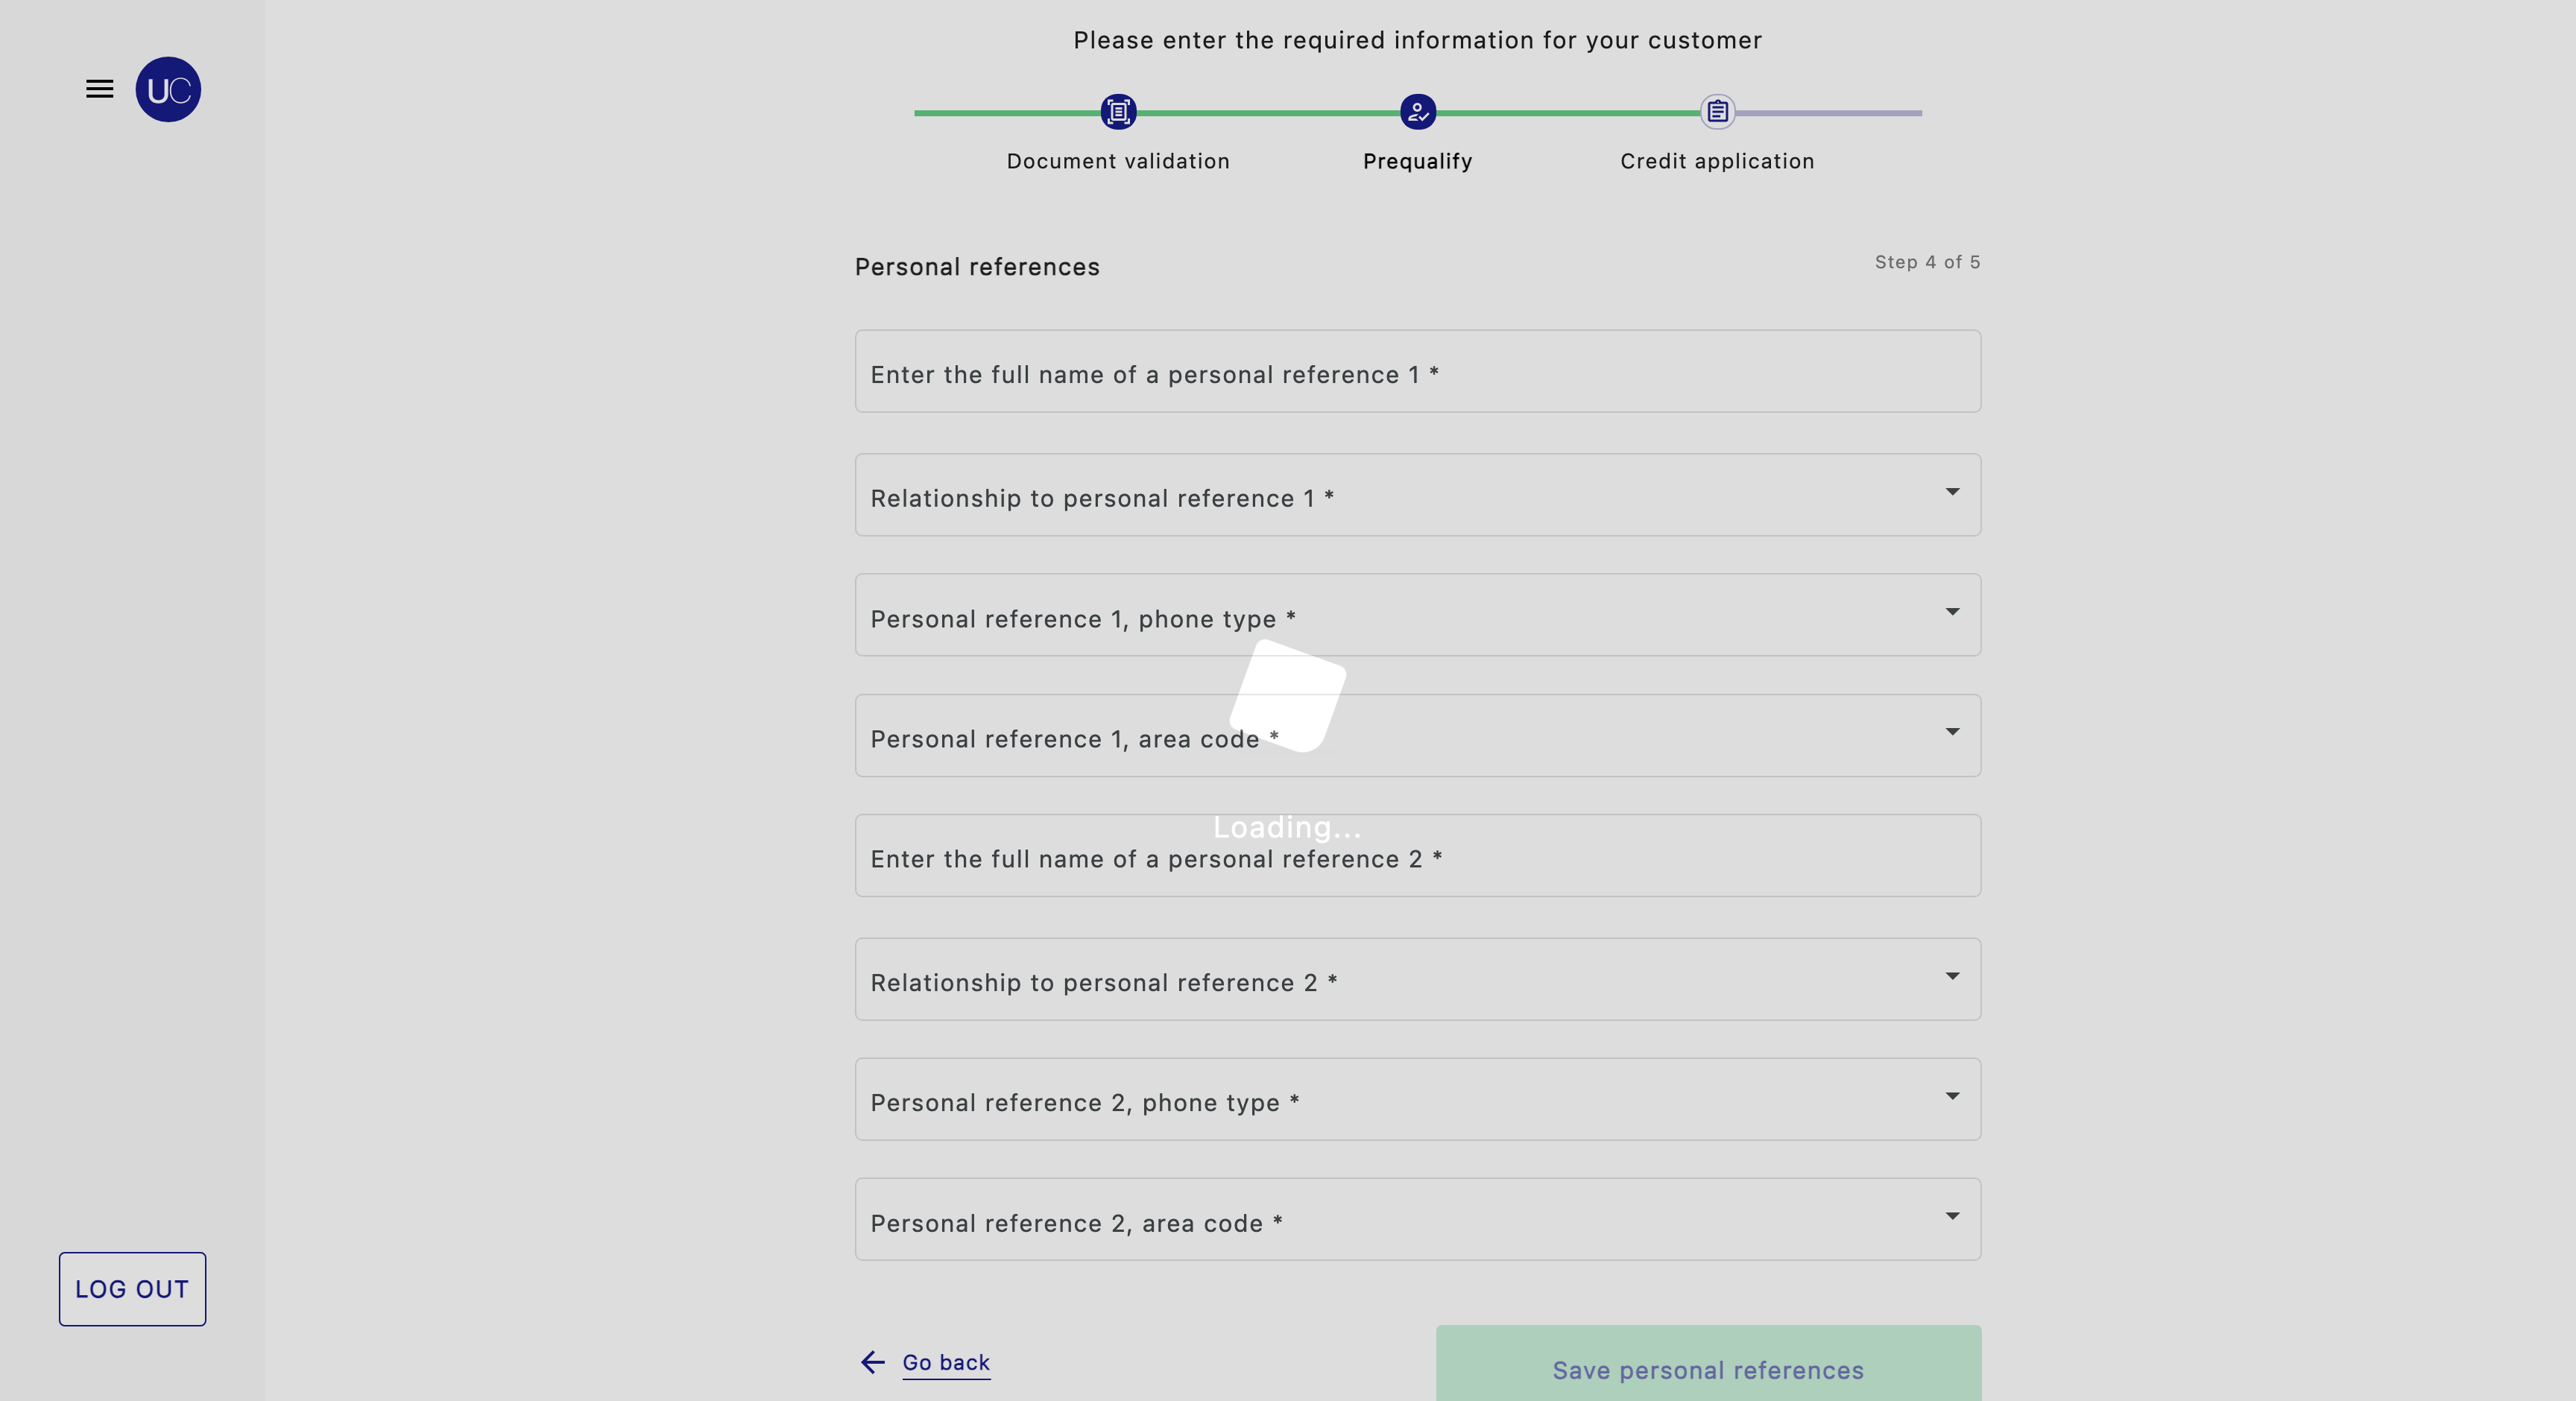 Please enter the required information for your customer
UC
Document validation
Prequalify
Credit application
Personal references
Step 4 of 5
Enter the full name of a personal reference 1 *
Relationship to personal reference 1 *
Personal reference 1, phone type *
Personal reference 1, area code *
Loading...
Enter the full name of a personal reference 2 *
Relationship to personal reference 2 *
Personal reference 2, phone type *
Personal reference 2, area code *
LOG OUT
Go back
Save personal references